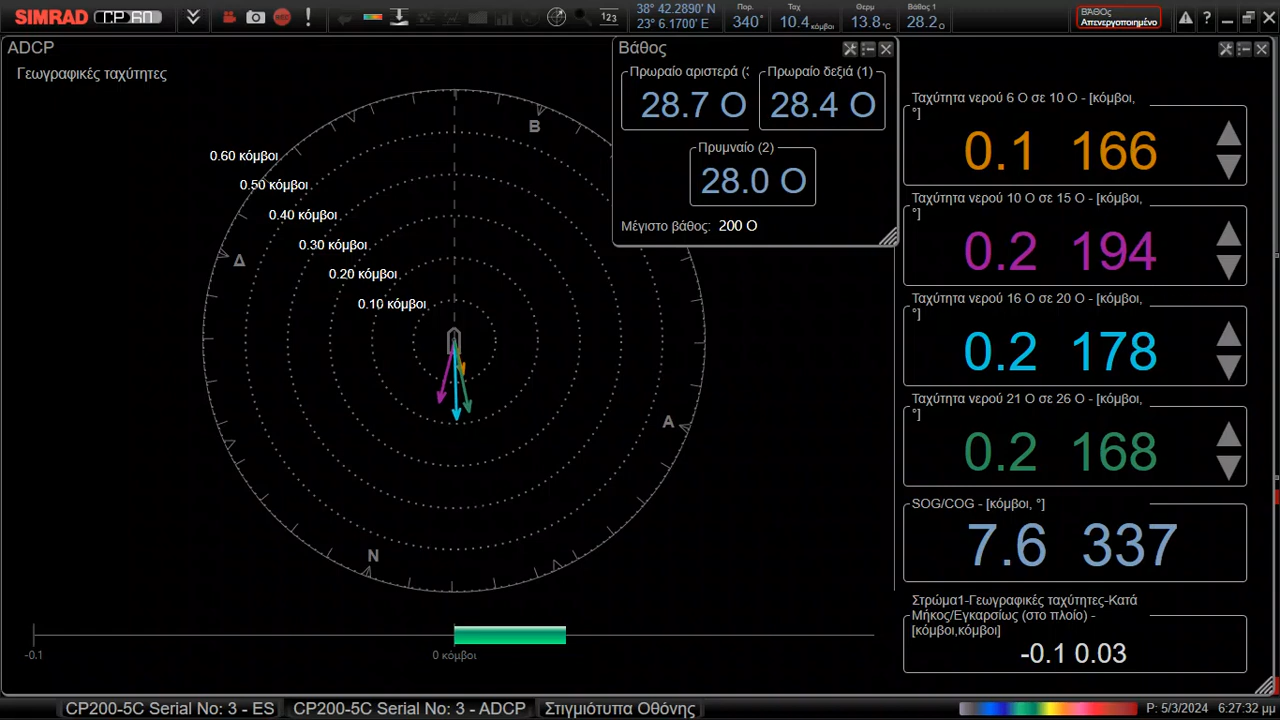 SIMRAD CP60
REC
123
38° 42.2890' N
23° 6.1700' E
Πορ.
340°
Ταχ
10.4 κόμβοι
Θερμ
13.8°C
Βάθος 1
28.2 Ο
ΒΆΘΟς
Απενεργοποιημένο
?
ADCP
Γεωγραφικές ταχύτητες
B
Δ
A
N
0.60 κόμβοι
0.50 κόμβοι
0.40 κόμβοι
0.30 κόμβοι
0.20 κόμβοι
0.10 κόμβοι
-0.1
0 κόμβοι
Βάθος
Πρωραίο αριστερά (3
28.7 Ο
Πρωραίο δεξιά (1)
28.4 Ο
Πρυμναίο (2)
28.0 Ο
Μέγιστο βάθος: 200 Ο
Ταχύτητα νερού 6 Ο σε 10 Ο - [κόμβοι,
°]
0.1 166
Ταχύτητα νερού 10 Ο σε 15 Ο - [κόμβοι,
°]
0.2 194
Ταχύτητα νερού 16 Ο σε 20 Ο - [κόμβοι,
°]
0.2 178
Ταχύτητα νερού 21 Ο σε 26 Ο - [κόμβοι,
°]
0.2 168
SOG/COG - [κόμβοι, °]
7.6 337
Στρώμα1-Γεωγραφικές ταχύτητες-Κατά
Μήκος/Εγκαρσίως (στο πλοίο) -
[κόμβοι,κόμβοι]
-0.1 0.03
CP200-5C Serial No: 3 - ES
CP200-5C Serial No: 3 - ADCP
Στιγμιότυπα Οθόνης
Ρ: 5/3/2024
6:27:32 μμ